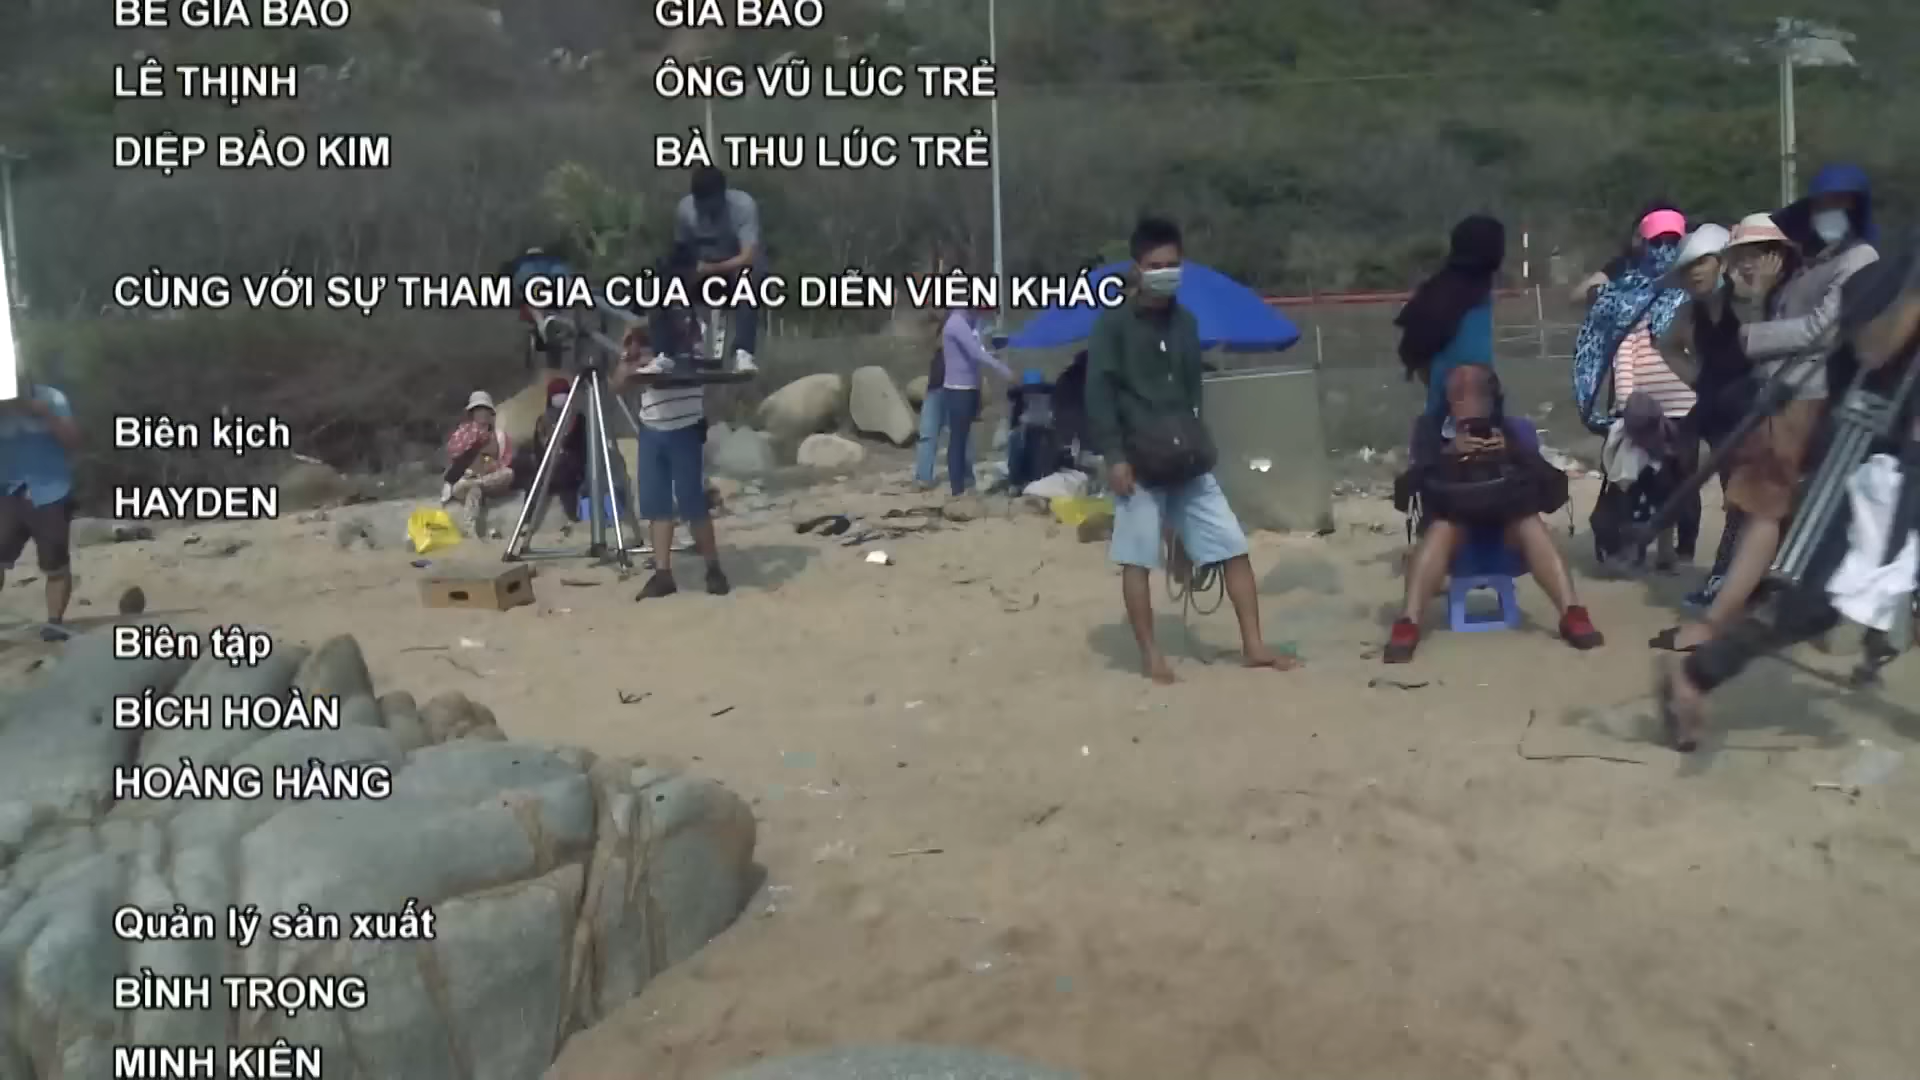 BÉ GIA BẢO GIA BẢO
LÊ THỊNH ÔNG VŨ LÚC TRẺ
DIỆP BẢO KIM BÀ THU LÚC TRẺ
CÙNG VỚI SỰ THAM GIA CỦA CÁC DIỄN VIÊN KHÁC
Biên kịch
HAYDEN
Biên tập
BÍCH HOÀN
HOÀNG HẰNG
Quản lý sản xuất
BÌNH TRỌNG
MINH KIÊN